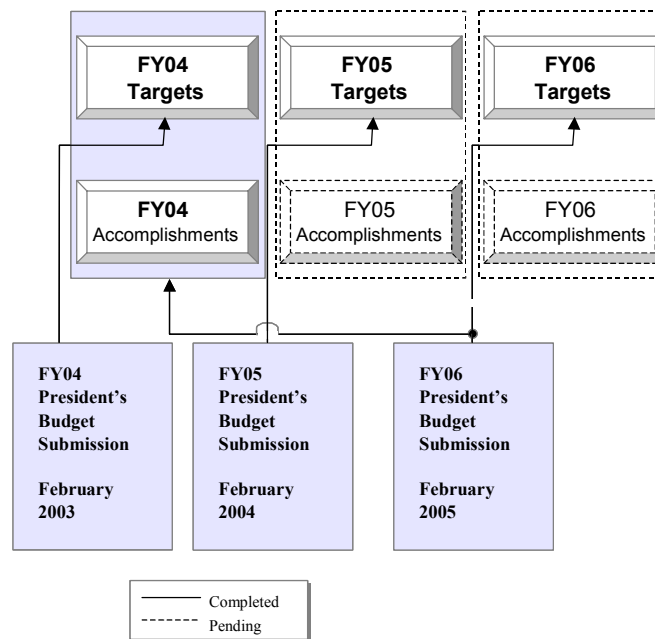 FY04
Targets
FY05
Targets
FY06
Targets
FY04
Accomplishments
FY05
Accomplishments
FY06
Accomplishments
FY04
President’s
Budget
Submission
February
2003
FY05
President’s
Budget
Submission
February
2004
FY06
President’s
Budget
Submission
February
2005
Completed
Pending